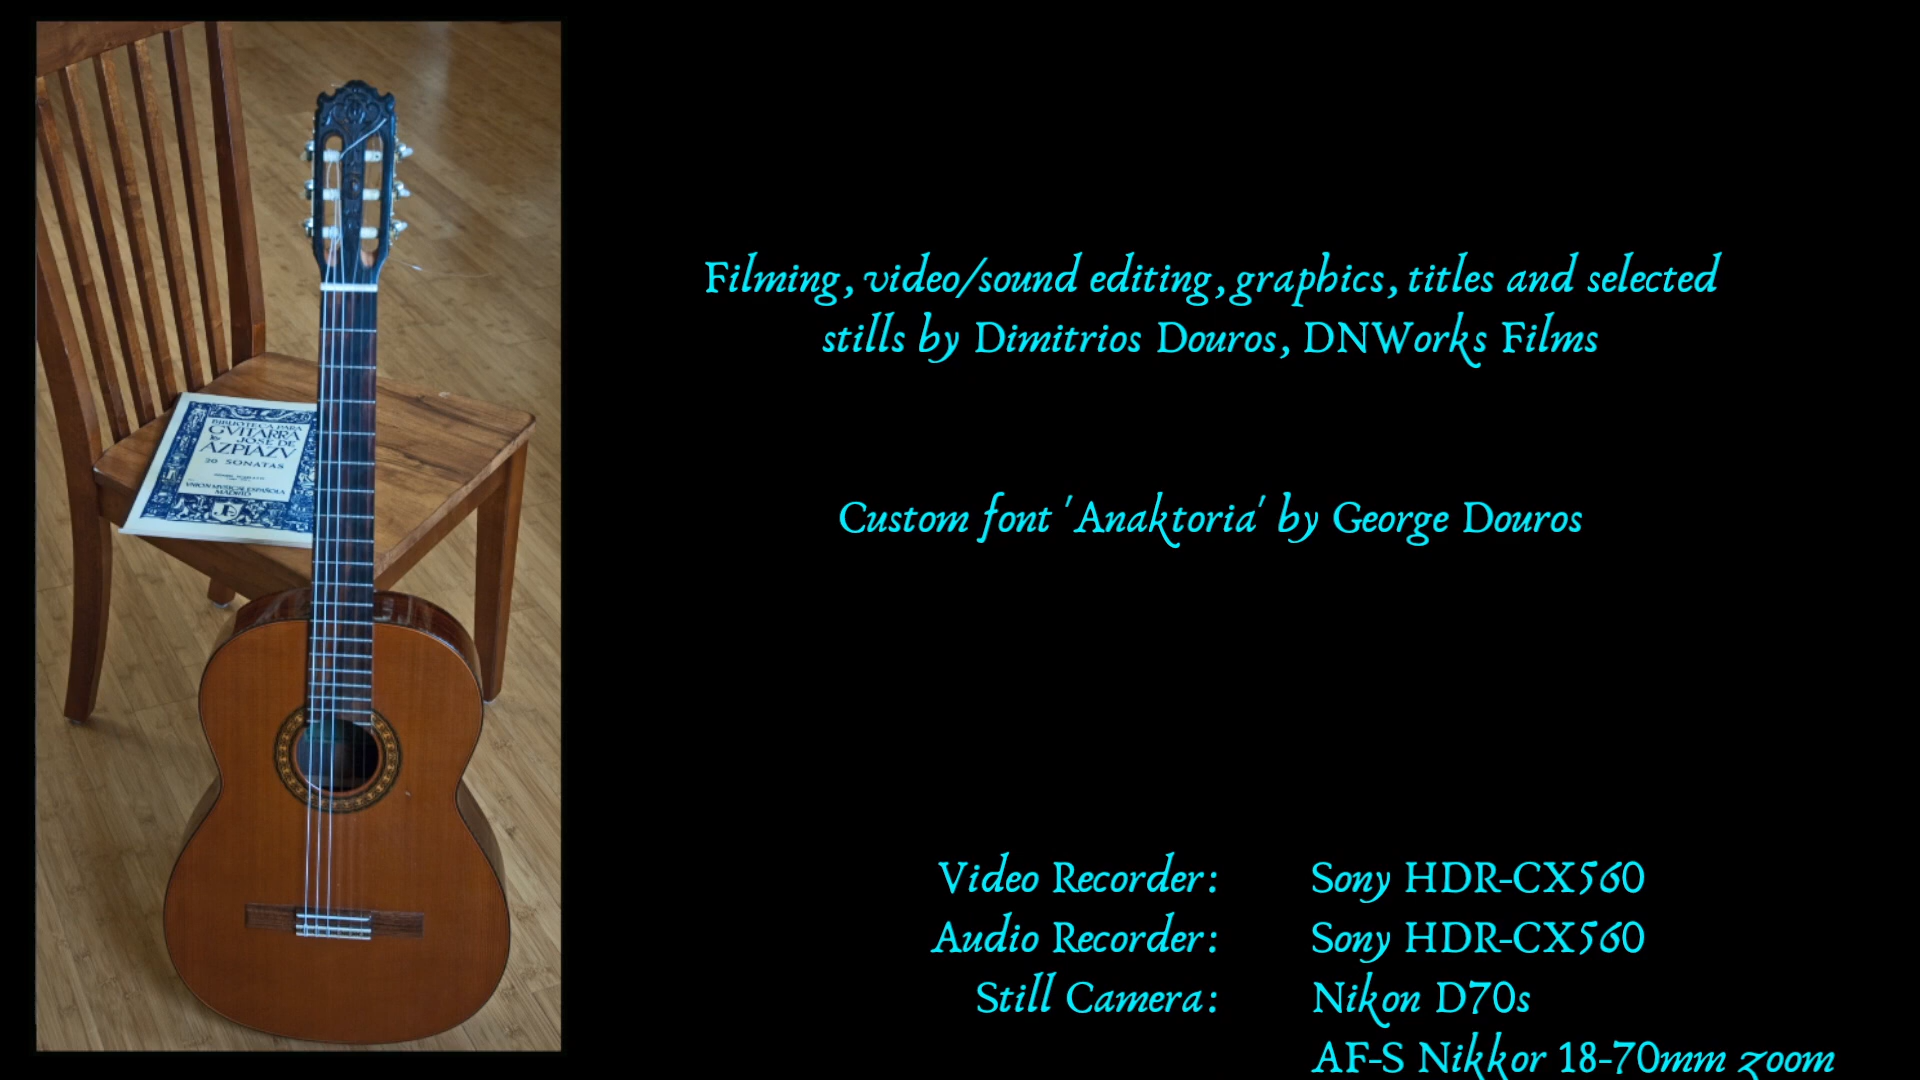 BIBLIOTECA PARA
GVITARRA
JOSE DE
AZPIAZV
20 SONATAS
VNION MVSICAL ESPAÑOLA
MADRID
Filming, video/sound editing, graphics, titles and selected
stills by Dimitrios Douros, DNWorks Films
Custom font 'Anaktoria' by George Douros
Video Recorder: Sony HDR-CX560
Audio Recorder: Sony HDR-CX560
Still Camera: Nikon D70s
AF-S Nikkor 18-70mm zoom